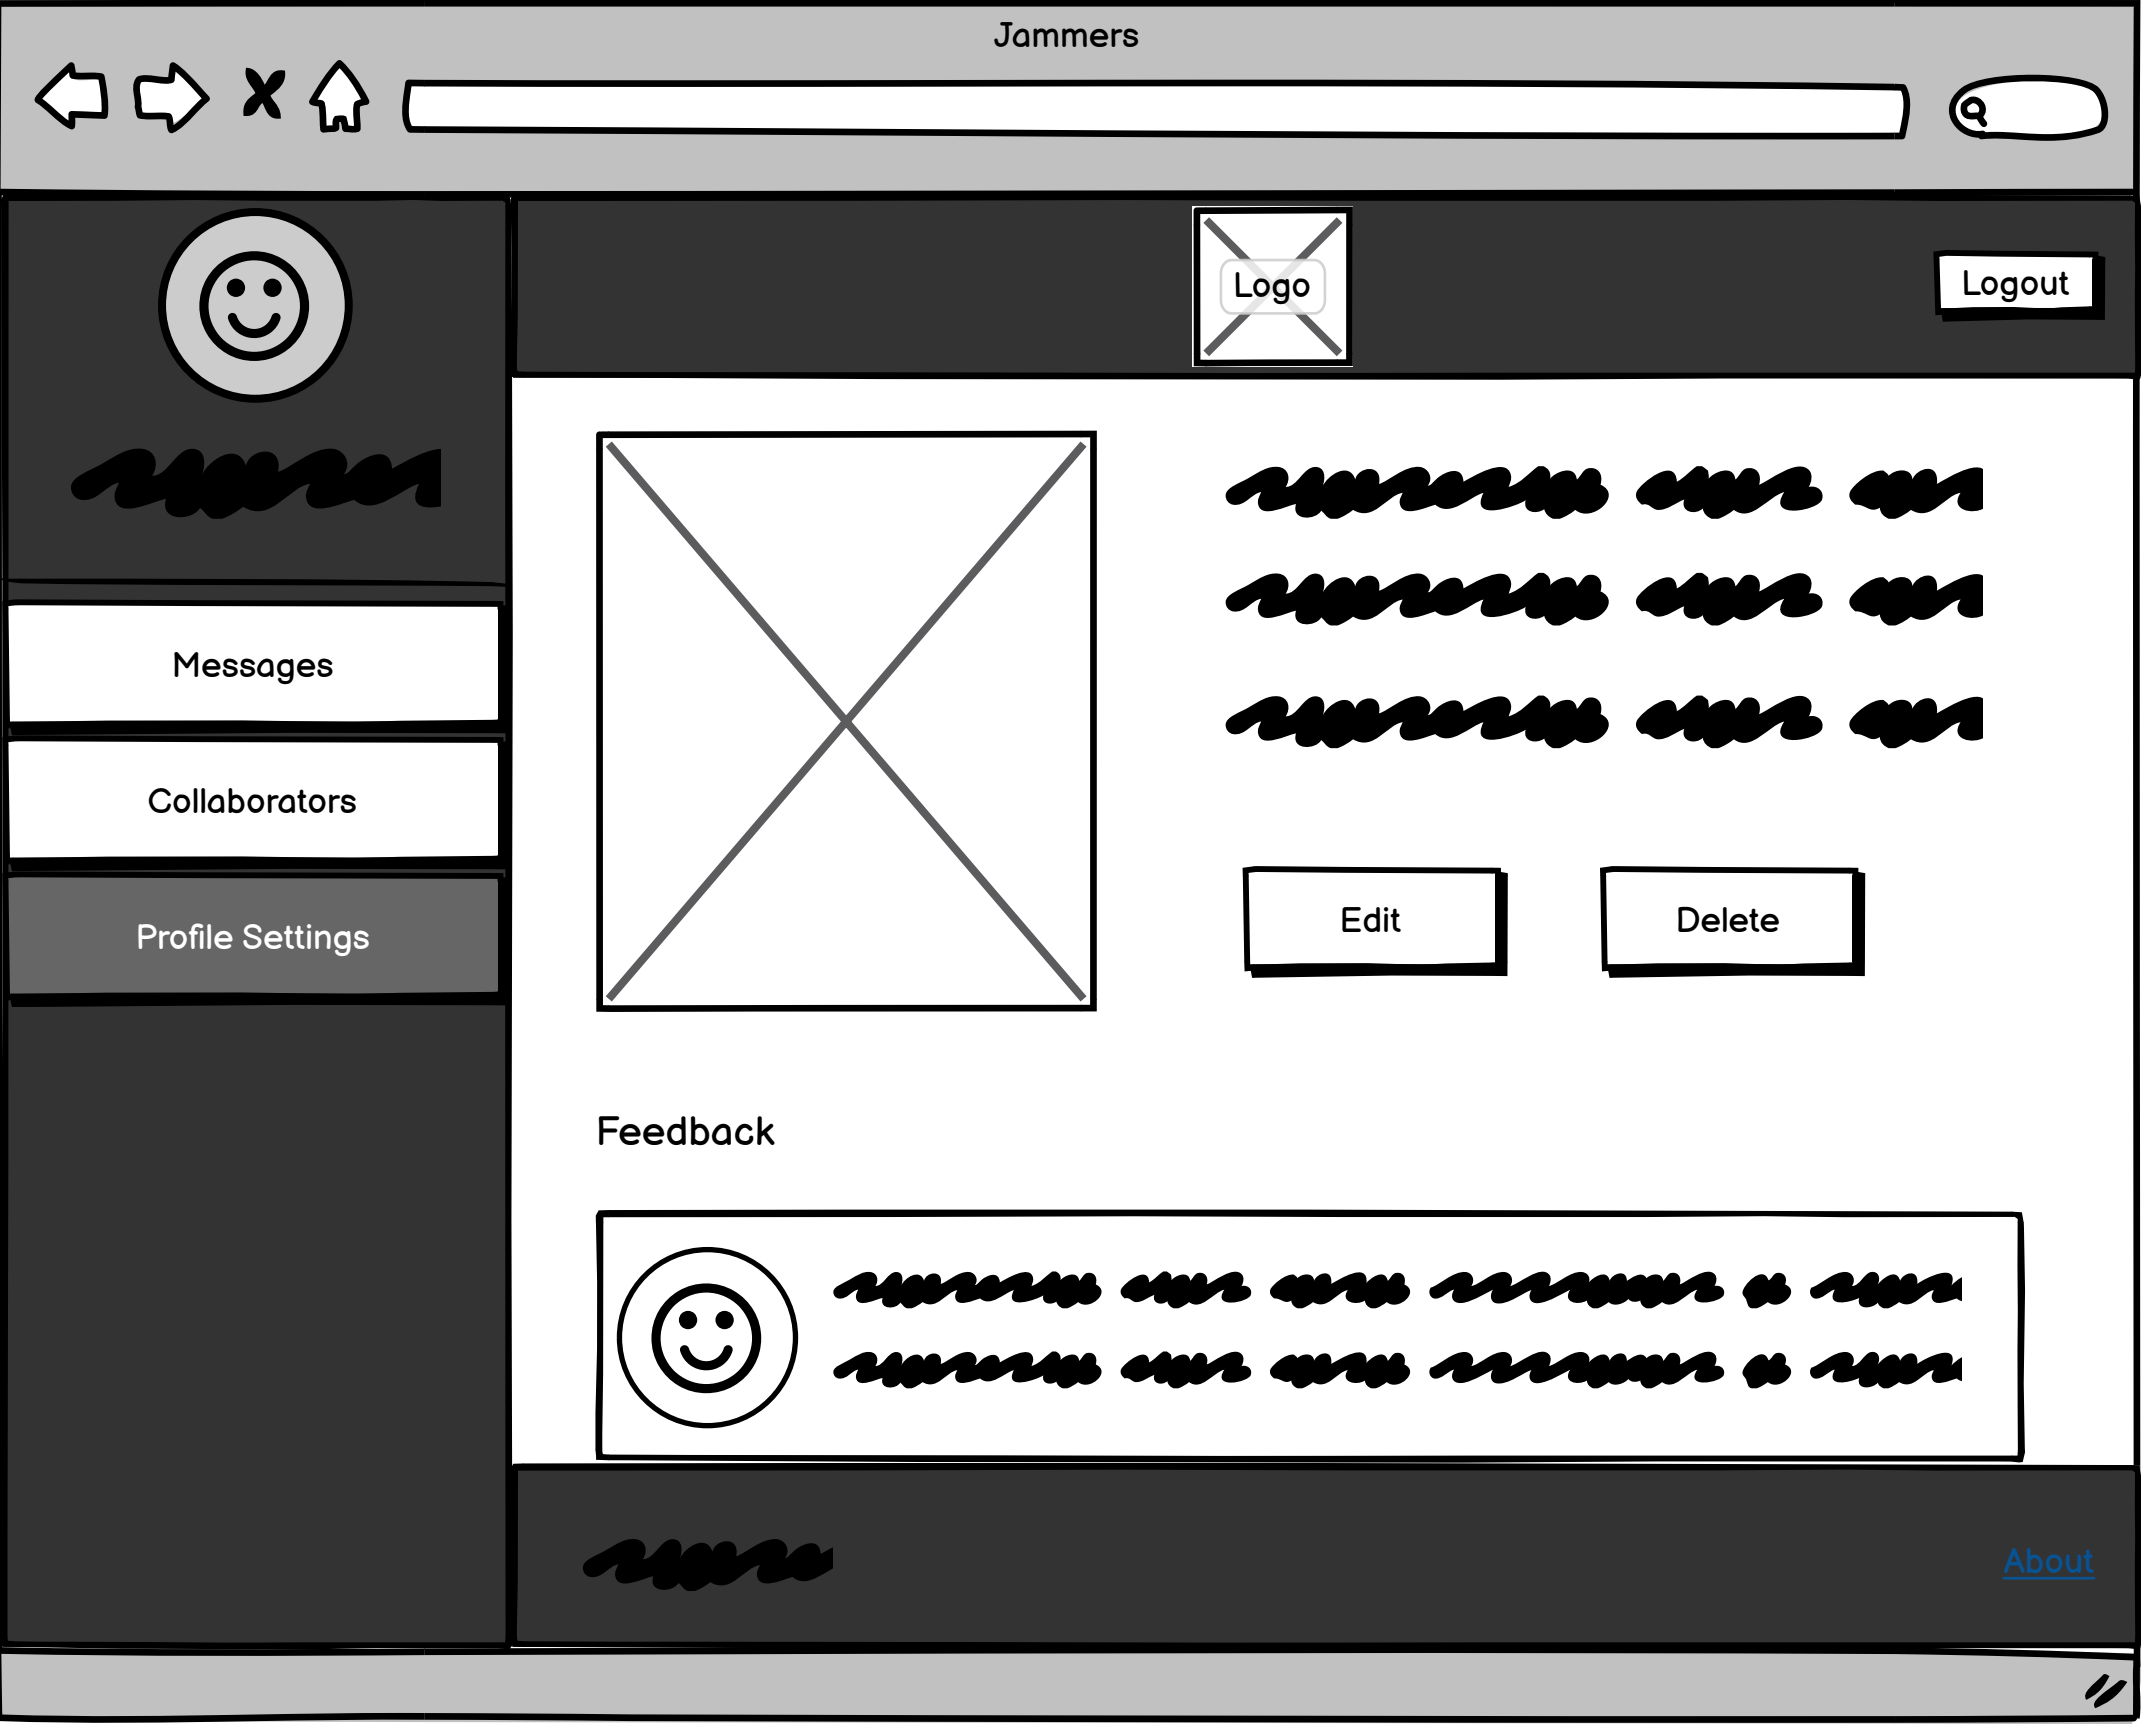 Jammers
Logo
Logout
Messages
Collaborators
Profile Settings
Edit
Delete
Feedback
About